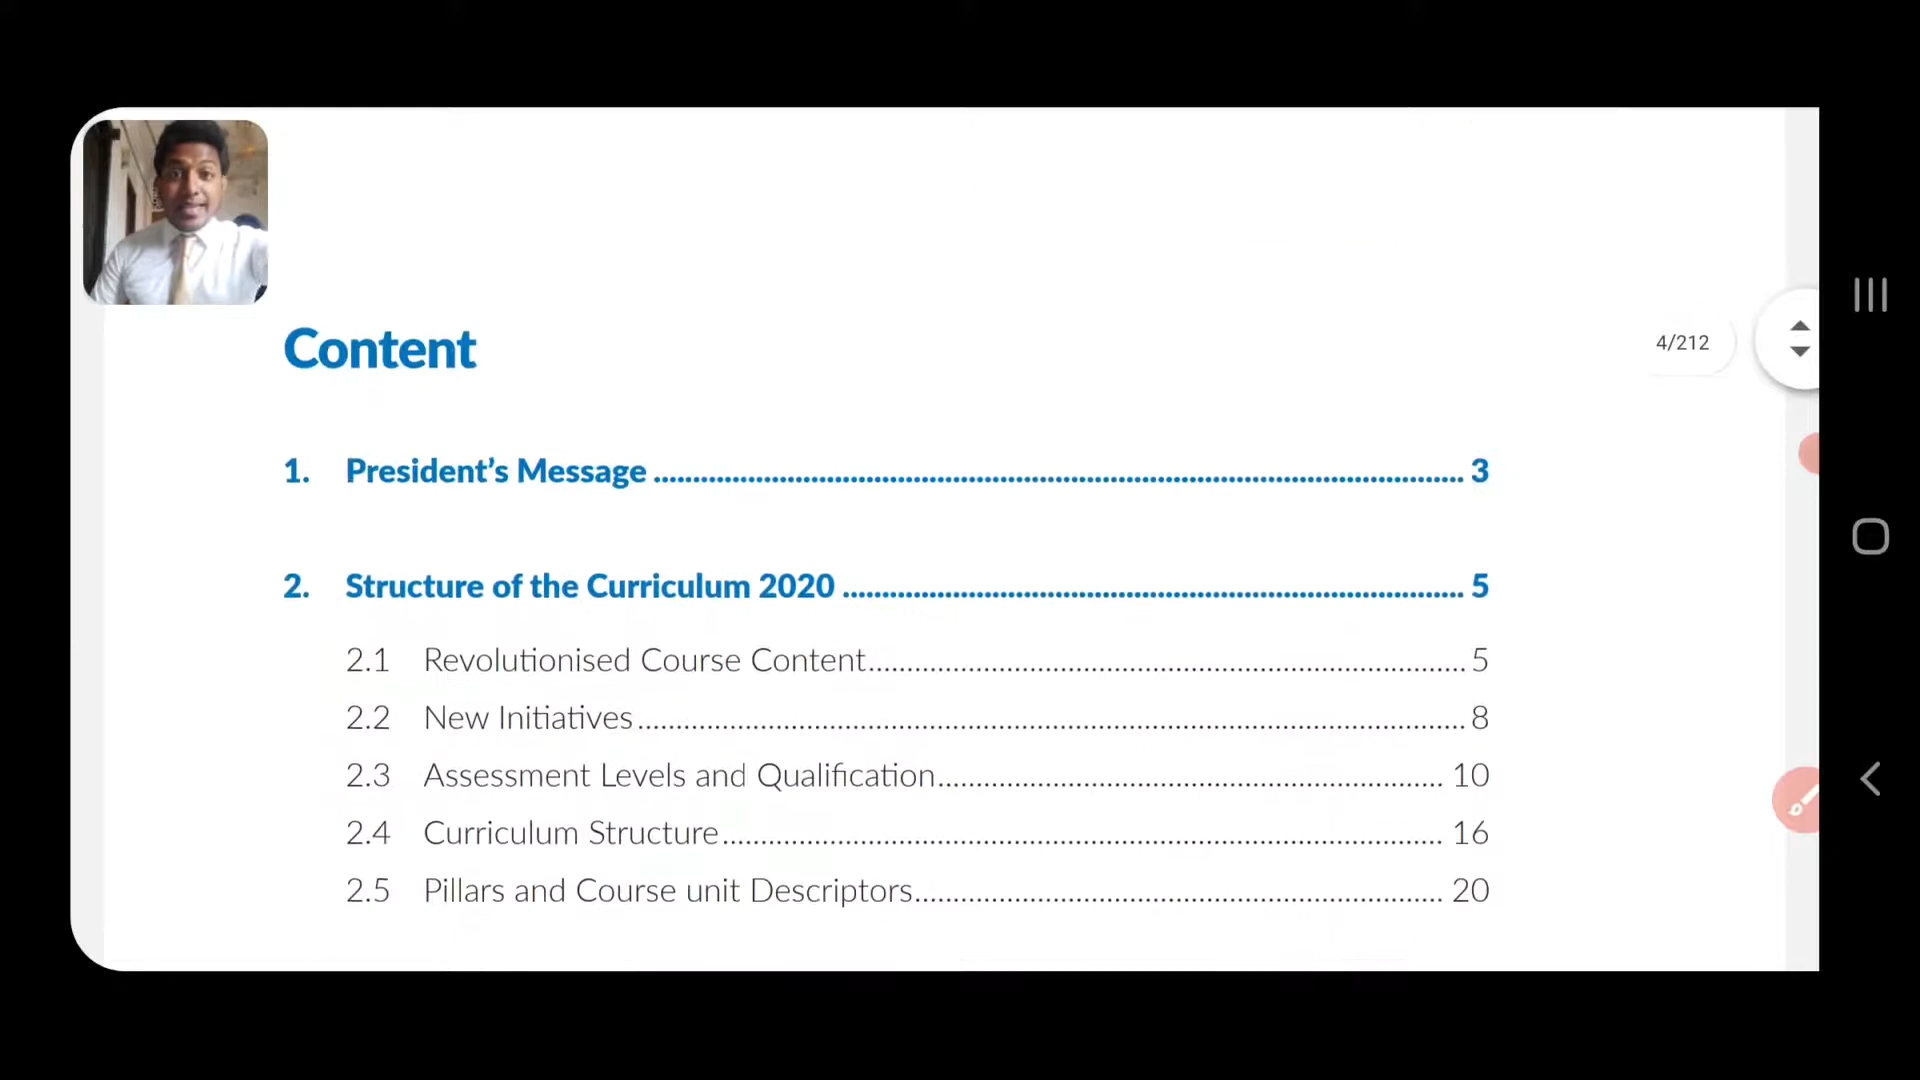 Content
4/212
1. President's Message 3
2. Structure of the Curriculum 2020 5
2.1 Revolutionised Course Content 5
2.2 New Initiatives 8
2.3 Assessment Levels and Qualification 10
2.4 Curriculum Structure 16
2.5 Pillars and Course unit Descriptors 20